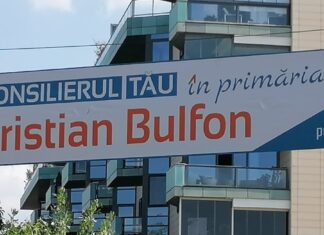 ONSILIERUL TĂU în primăria
ristian Bulfon